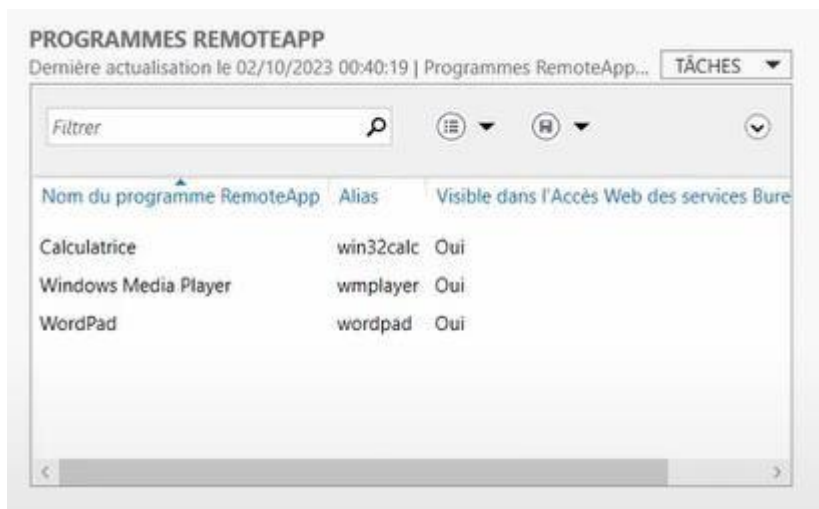 PROGRAMMES REMOTEAPP
Dernière actualisation le 02/10/2023 00:40:19 | Programmes RemoteApp... TÂCHES
Filtrer
Nom du programme RemoteApp Alias Visible dans l'Accès Web des services Bure
Calculatrice win32calc Oui
Windows Media Player wmplayer Oui
WordPad wordpad Oui